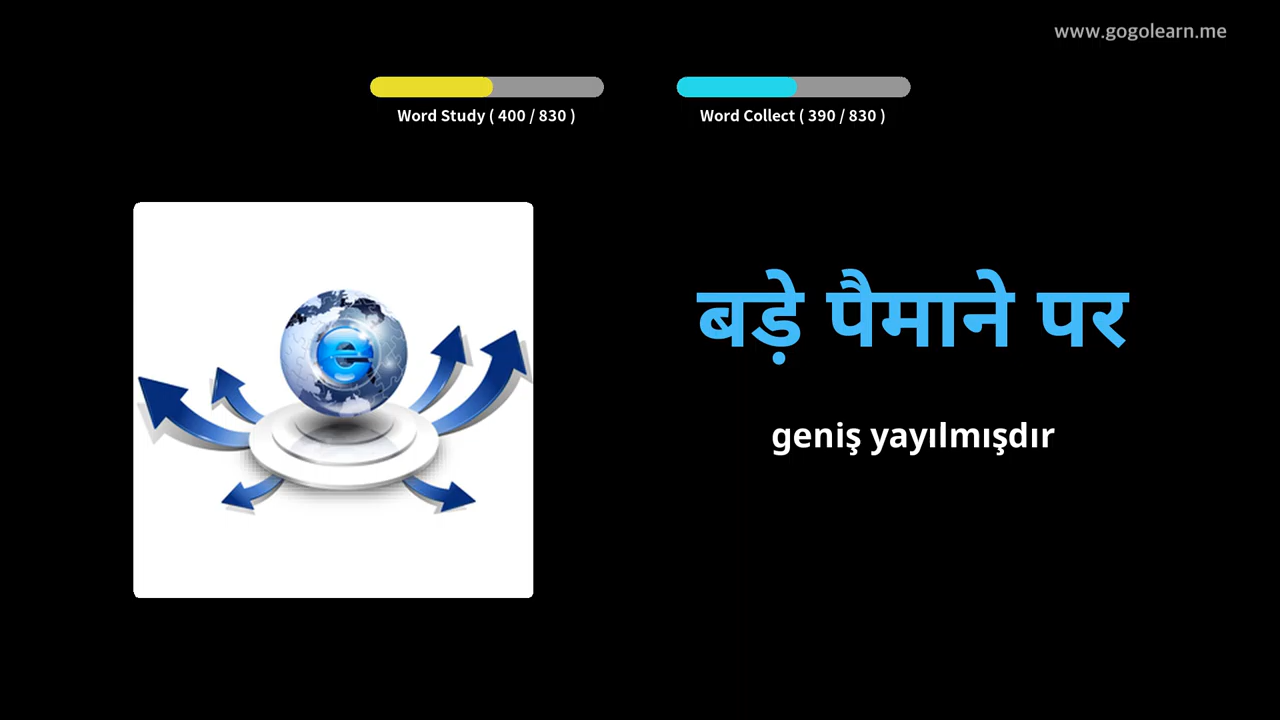 www.gogolearn.me
Word Study ( 400 / 830 )
Word Collect ( 390 / 830 )
e
बड़े पैमाने पर
geniş yayılmışdır